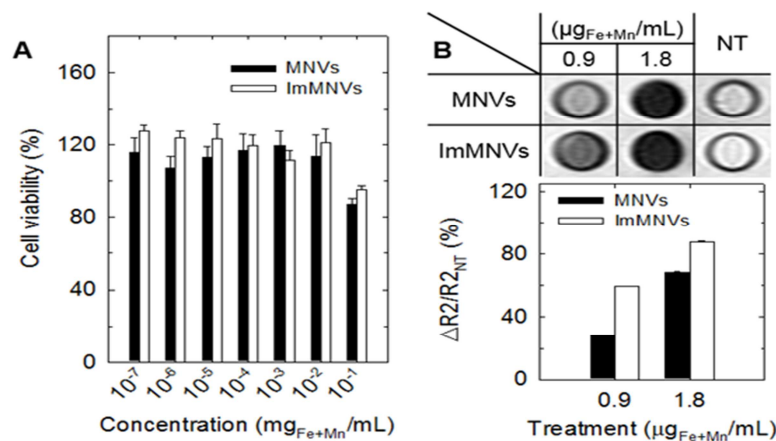 A
160
120
80
40
0
Cell viability (%)
MNVs
ImMNVs
10-7
10-6
10-5
10-4
10-3
10-2
10-1
Concentration (mgFe+Mn/mL)
B
(μgFe+Mn/mL)
NT
0.9
1.8
MNVs
ImMNVs
120
80
40
0
△R2/R2NT (%)
MNVs
ImMNVs
0.9
1.8
Treatment (μgFe+Mn/mL)